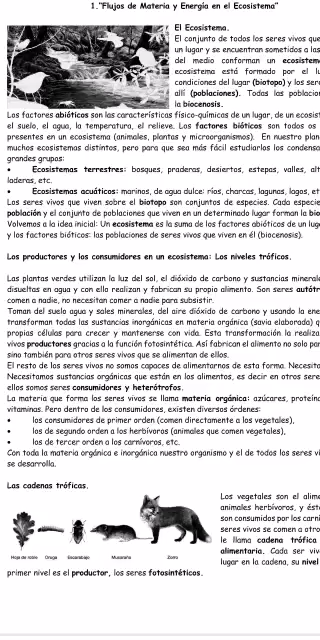 1."Flujos de Materia y Energía en el Ecosistema"
El Ecosistema.
El conjunto de todos los seres vivos que
un lugar y se encuentran sometidos a las
del medio conforman un ecosistem
ecosistema está formado por el lu
condiciones del lugar (biotopo) y los sere
allí (poblaciones). Todas las poblacion
la biocenosis.
Los factores abióticos son las características físico-químicas de un lugar, de un ecosist
el suelo, el agua, la temperatura, el relieve. Los factores bióticos son todos os
presentes en un ecosistema (animales, plantas y microorganismos). En nuestro plan
muchos ecosistemas distintos, pero para que sea más fácil estudiarlos los condensa
grandes grupos:
• Ecosistemas terrestres: bosques, praderas, desiertos, estepas, valles, alt
laderas, etc.
• Ecosistemas acuáticos: marinos, de agua dulce: ríos, charcas, lagunas, lagos, et
Los seres vivos que viven sobre el biotopo son conjuntos de especies. Cada especie
población y el conjunto de poblaciones que viven en un determinado lugar forman la bio
Volvemos a la idea inicial: Un ecosistema es la suma de los factores abióticos de un luga
y los factores bióticos: las poblaciones de seres vivos que viven en él (biocenosis).
Los productores y los consumidores en un ecosistema: Los niveles tróficos.
Las plantas verdes utilizan la luz del sol, el dióxido de carbono y sustancias minerale
disueltas en agua y con ello realizan y fabrican su propio alimento. Son seres autótr
comen a nadie, no necesitan comer a nadie para subsistir.
Toman del suelo agua y sales minerales, del aire dióxido de carbono y usando la ene
transforman todas las sustancias inorgánicas en materia orgánica (savia elaborada) q
propias células para crecer y mantenerse con vida. Esta transformación la realiza
vivos productores gracias a la función fotosintética. Así fabrican el alimento no solo par
sino también para otros seres vivos que se alimentan de ellos.
El resto de los seres vivos no somos capaces de alimentarnos de esta forma. Necesita
Necesitamos sustancias orgánicas que están en los alimentos, es decir en otros sere
ellos somos seres consumidores y heterótrofos.
La materia que forma los seres vivos se llama materia orgánica: azúcares, proteína
vitaminas. Pero dentro de los consumidores, existen diversos órdenes:
• los consumidores de primer orden (comen directamente a los vegetales),
• los de segundo orden a los herbívoros (animales que comen vegetales),
• los de tercer orden a los carnívoros, etc.
Con toda la materia orgánica e inorgánica nuestro organismo y el de todos los seres vi
se desarrolla.
Las cadenas tróficas.
Los vegetales son el alime
animales herbívoros, y ésto
son consumidos por los carni
seres vivos se comen a otro
le llama cadena trófica
alimentaria. Cada ser viv
lugar en la cadena, su nivel
Hoja de roble Oruga Escarabajo Musaraña Zorro
primer nivel es el productor, los seres fotosintéticos.